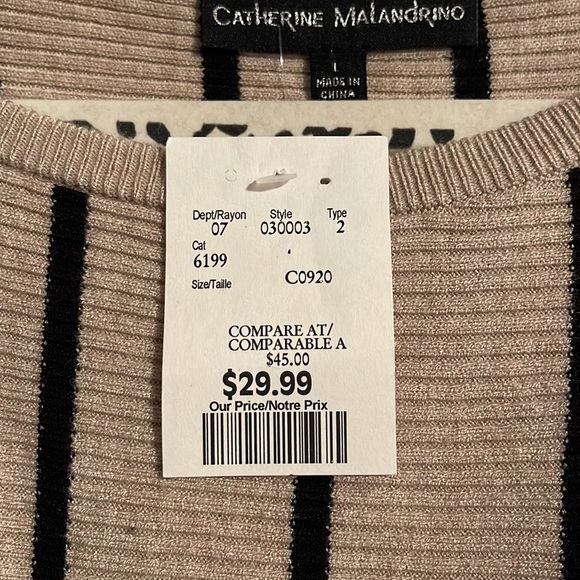 CATHERINE MALANDRINO
L
MADE IN
CHINA
Dept/Rayon Style Type
07 030003 2
Cat
6199
Size/Taille C0920
COMPARE AT/
COMPARABLE A
$45.00
$29.99
Our Price/Notre Prix